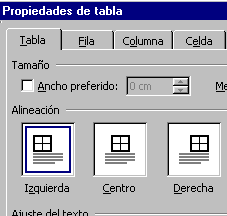 Propiedades de tabla
Tabla Fila Columna Celda
Tamaño
Ancho preferido: 0 cm
Alineación
Izquierda Centro Derecha
Ajuste del texto